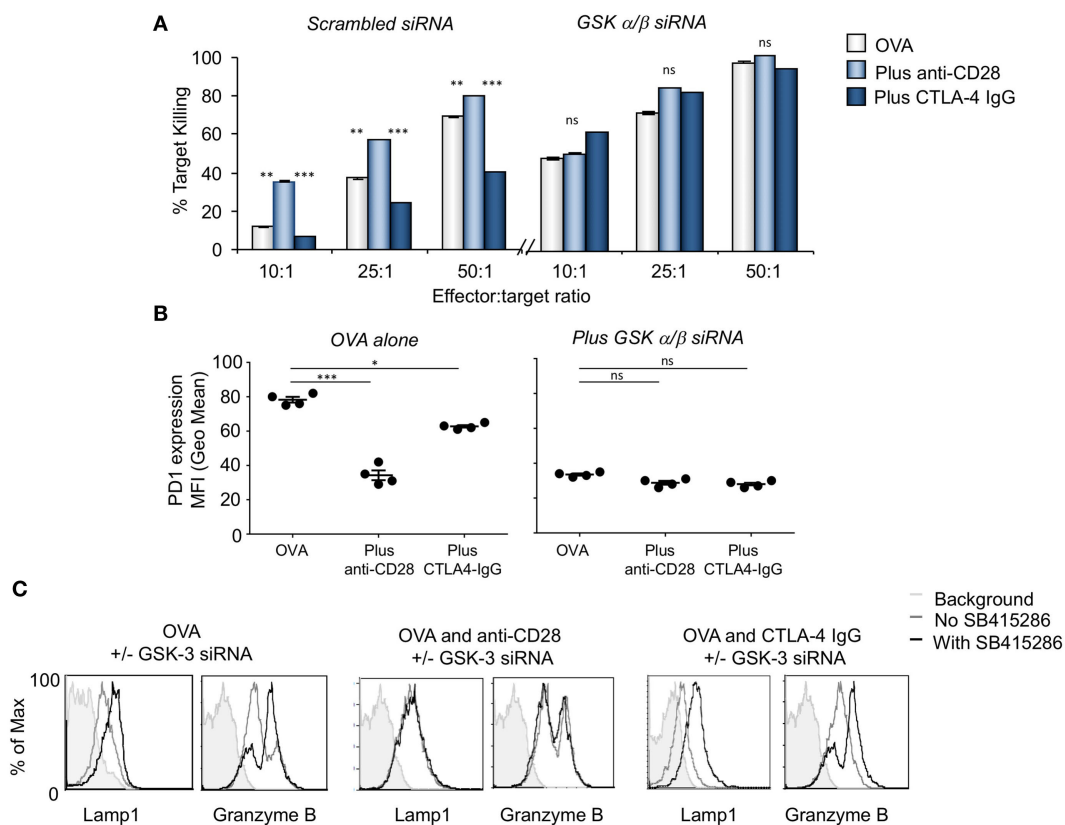 A
Scrambled siRNA
GSK α/β siRNA
OVA
Plus anti-CD28
Plus CTLA-4 IgG
% Target Killing
100
80
60
40
20
0
** ***
** ***
** ***
ns
ns
ns
10:1 25:1 50:1 10:1 25:1 50:1
Effector:target ratio
B
OVA alone
Plus GSK α/β siRNA
PD1 expression
MFI (Geo Mean)
100
80
60
40
20
0
*
***
ns
ns
OVA Plus anti-CD28 Plus CTLA4-IgG
OVA Plus anti-CD28 Plus CTLA4-IgG
C
Background
No SB415286
With SB415286
OVA
+/- GSK-3 siRNA
OVA and anti-CD28
+/- GSK-3 siRNA
OVA and CTLA-4 IgG
+/- GSK-3 siRNA
% of Max
100
0
Lamp1 Granzyme B Lamp1 Granzyme B Lamp1 Granzyme B